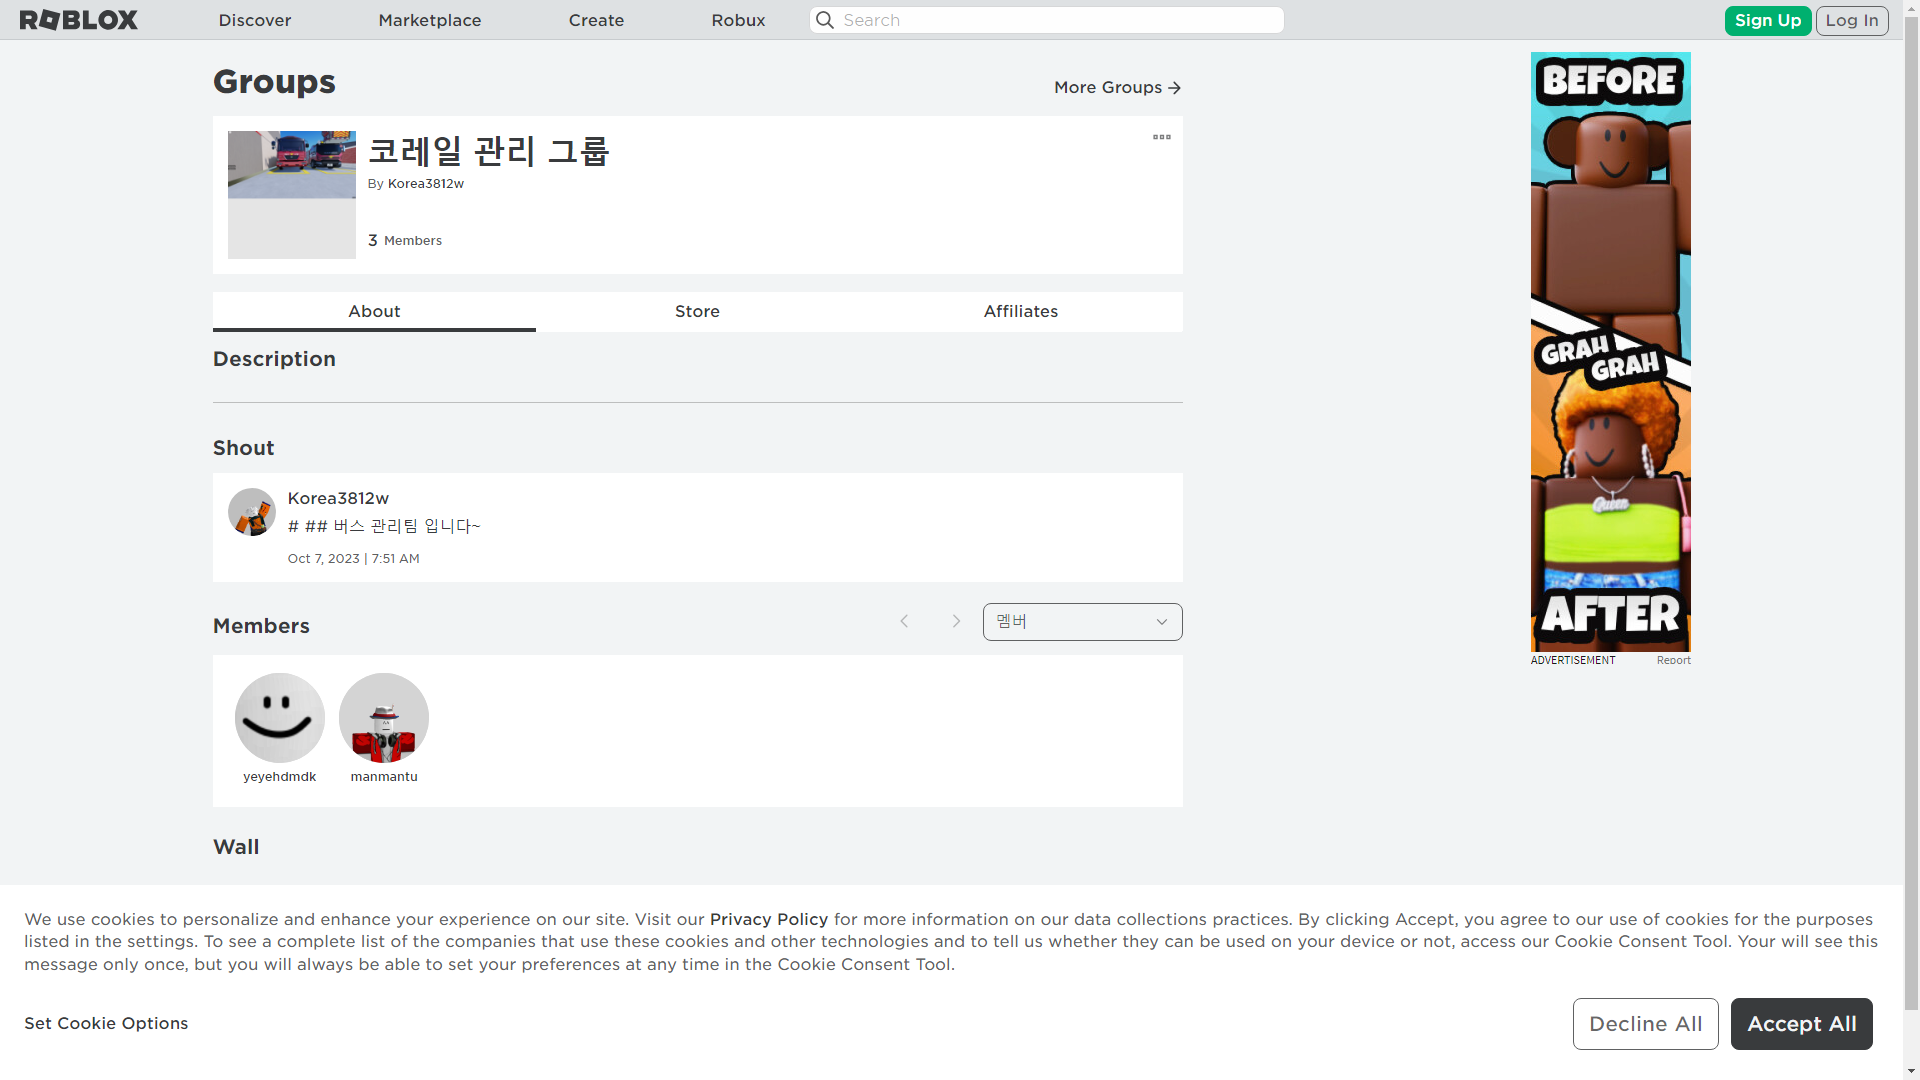 ROBLOX
Discover
Marketplace
Create
Robux
Search
Sign Up
Log In
Groups
More Groups
코레일 관리 그룹
By Korea3812w
3 Members
About
Store
Affiliates
Description
Shout
Korea3812w
# ## 버스 관리팀 입니다~
Oct 7, 2023 | 7:51 AM
Members
멤버
yeyehdmdk
manmantu
Wall
BEFORE
GRAH
GRAH
Queen
AFTER
ADVERTISEMENT
Report
We use cookies to personalize and enhance your experience on our site. Visit our Privacy Policy for more information on our data collections practices. By clicking Accept, you agree to our use of cookies for the purposes
listed in the settings. To see a complete list of the companies that use these cookies and other technologies and to tell us whether they can be used on your device or not, access our Cookie Consent Tool. Your will see this
message only once, but you will always be able to set your preferences at any time in the Cookie Consent Tool.
Set Cookie Options
Decline All
Accept All